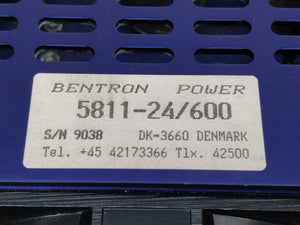 BENTRON POWER
5811-24/600
S/N 9038 DK-3660 DENMARK
Tel. +45 42173366 Tlx. 42500